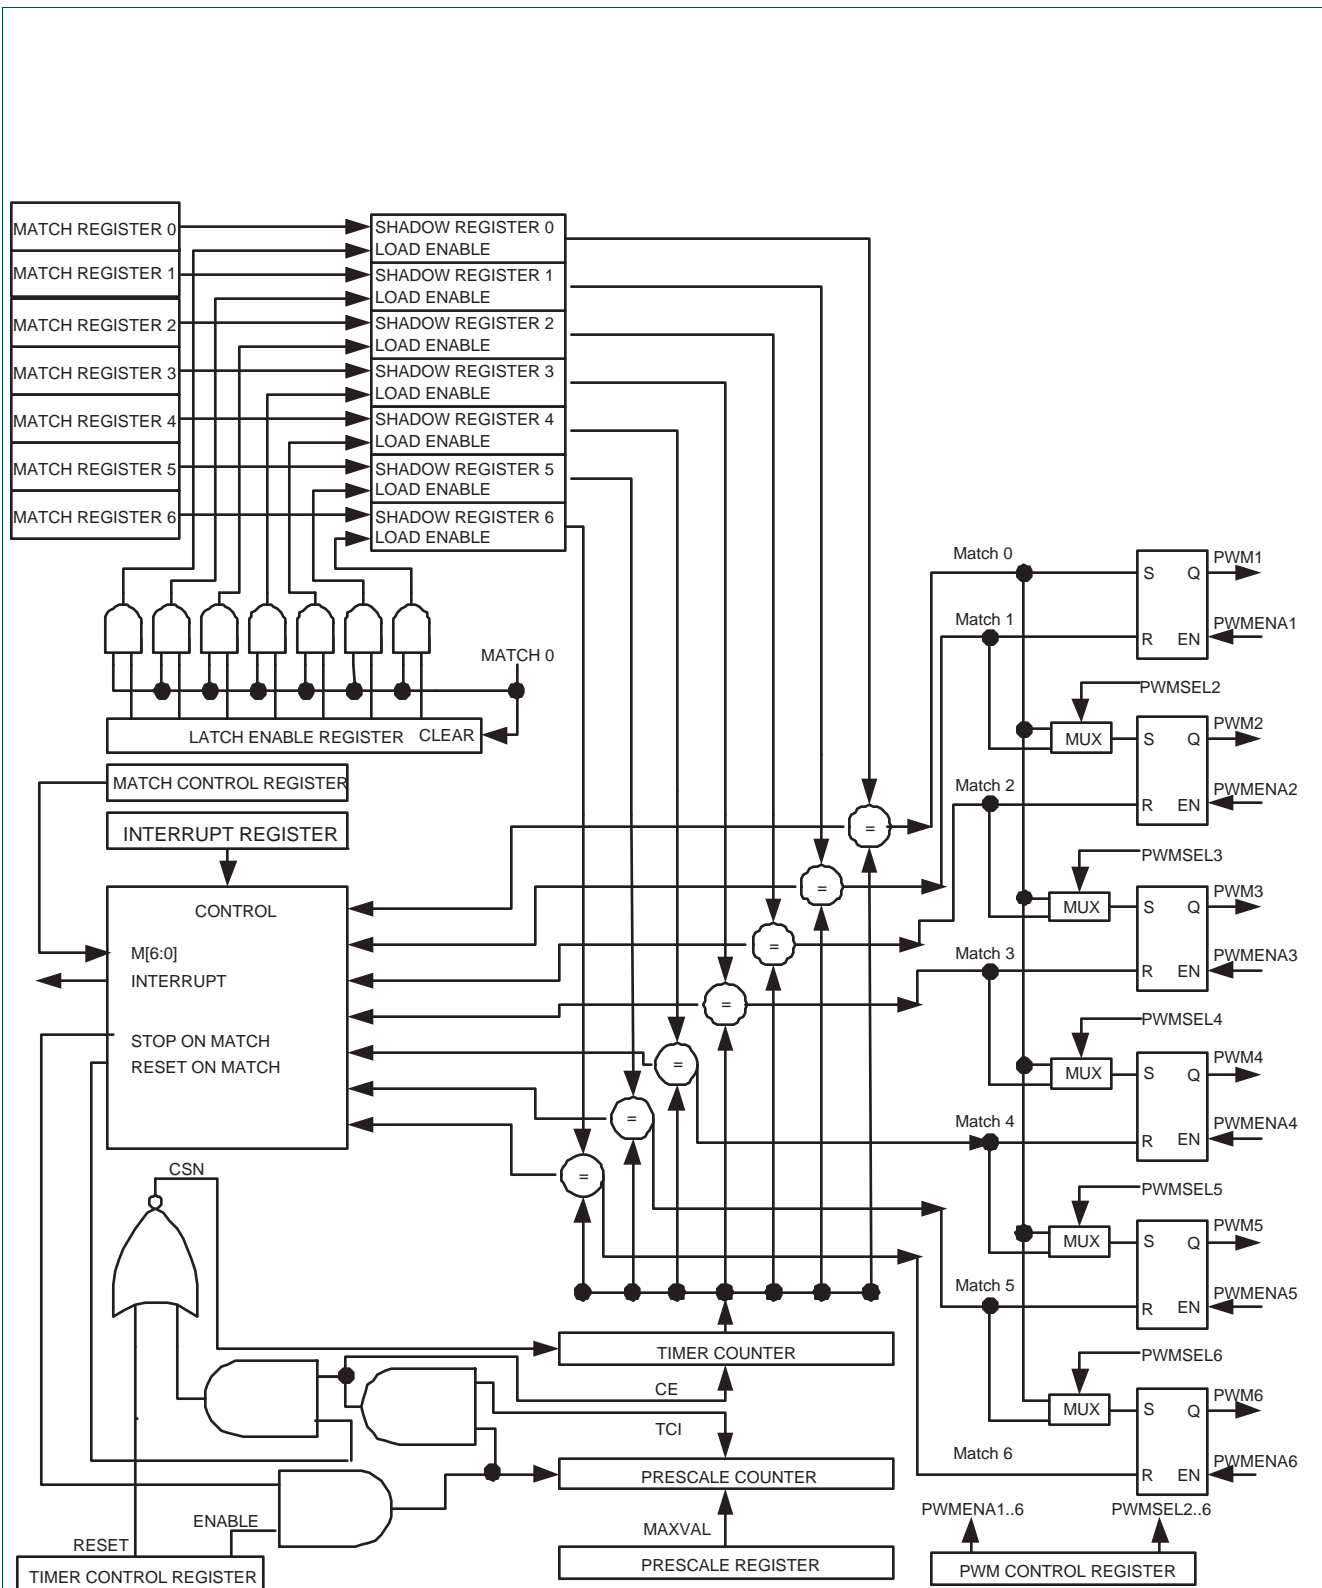 MATCH REGISTER 0
MATCH REGISTER 1
MATCH REGISTER 2
MATCH REGISTER 3
MATCH REGISTER 4
MATCH REGISTER 5
MATCH REGISTER 6
SHADOW REGISTER 0
LOAD ENABLE
SHADOW REGISTER 1
LOAD ENABLE
SHADOW REGISTER 2
LOAD ENABLE
SHADOW REGISTER 3
LOAD ENABLE
SHADOW REGISTER 4
LOAD ENABLE
SHADOW REGISTER 5
LOAD ENABLE
SHADOW REGISTER 6
LOAD ENABLE
MATCH 0
LATCH ENABLE REGISTER CLEAR
MATCH CONTROL REGISTER
INTERRUPT REGISTER
CONTROL
M[6:0]
INTERRUPT
STOP ON MATCH
RESET ON MATCH
=
=
=
=
=
=
=
CSN
TIMER COUNTER
CE
TCI
PRESCALE COUNTER
MAXVAL
PRESCALE REGISTER
ENABLE
RESET
TIMER CONTROL REGISTER
Match 0
S Q PWM1
Match 1
R EN PWMENA1
PWMSEL2
MUX
S Q PWM2
Match 2
R EN PWMENA2
PWMSEL3
MUX
S Q PWM3
Match 3
R EN PWMENA3
PWMSEL4
MUX
S Q PWM4
Match 4
R EN PWMENA4
PWMSEL5
MUX
S Q PWM5
Match 5
R EN PWMENA5
PWMSEL6
MUX
S Q PWM6
Match 6
R EN PWMENA6
PWMENA1..6
PWMSEL2..6
PWM CONTROL REGISTER